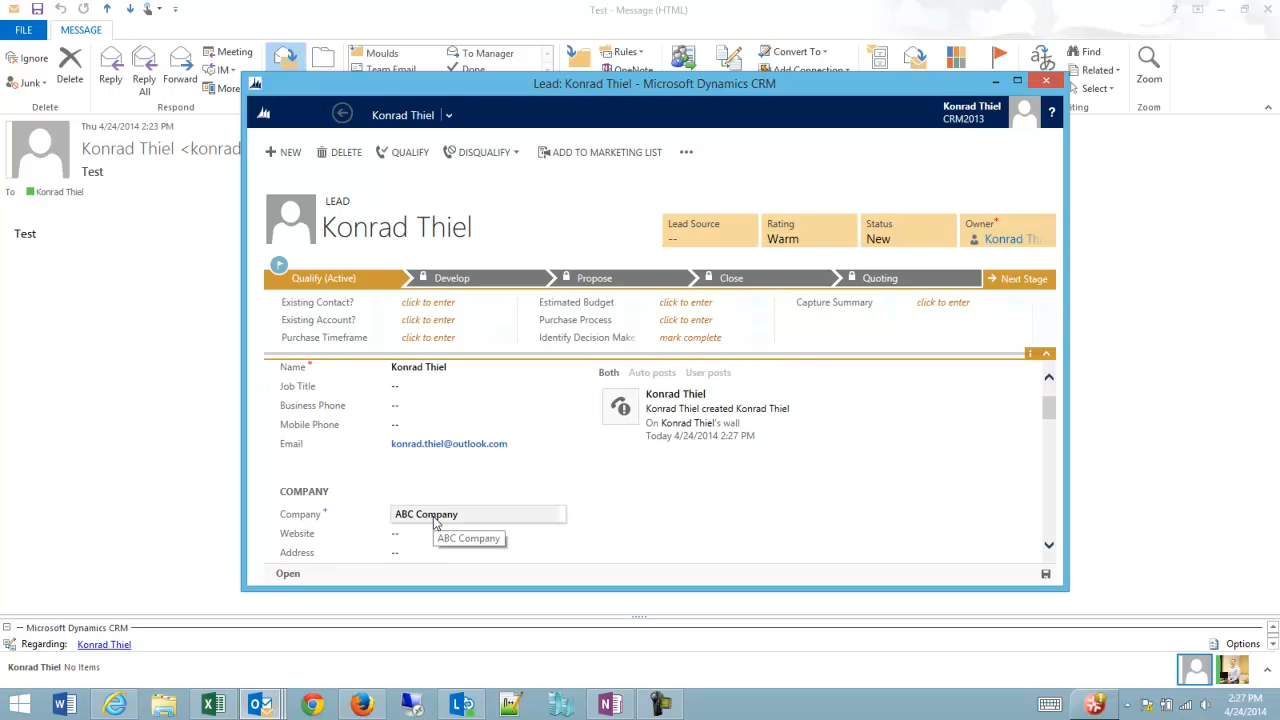 Test - Message (HTML)
FILE
MESSAGE
Ignore
Junk
Delete
Reply
Reply All
Forward
Meeting
IM
More
Moulds
Team Email
To Manager
Done
Rules
OneNote
Convert To
Add Connection
Find
Related
Select
Zoom
Delete
Respond
Zoom
Thu 4/24/2014 2:23 PM
Konrad Thiel <konrad
Test
To Konrad Thiel
Test
Lead: Konrad Thiel - Microsoft Dynamics CRM
Konrad Thiel
Konrad Thiel
CRM2013
?
NEW
DELETE
QUALIFY
DISQUALIFY
ADD TO MARKETING LIST
•••
LEAD
Konrad Thiel
Lead Source
--
Rating
Warm
Status
New
Owner*
Konrad Th
Qualify (Active)
Develop
Propose
Close
Quoting
Next Stage
Existing Contact? click to enter
Existing Account? click to enter
Purchase Timeframe click to enter
Estimated Budget click to enter
Purchase Process click to enter
Identify Decision Make mark complete
Capture Summary click to enter
Name* Konrad Thiel
Job Title --
Business Phone --
Mobile Phone --
Email konrad.thiel@outlook.com
Both Auto posts User posts
Konrad Thiel
Konrad Thiel created Konrad Thiel
On Konrad Thiel's wall
Today 4/24/2014 2:27 PM
COMPANY
Company* ABC Company
Website --
ABC Company
Address --
Open
Microsoft Dynamics CRM
Regarding: Konrad Thiel
Options
Konrad Thiel No Items
2:27 PM
4/24/2014